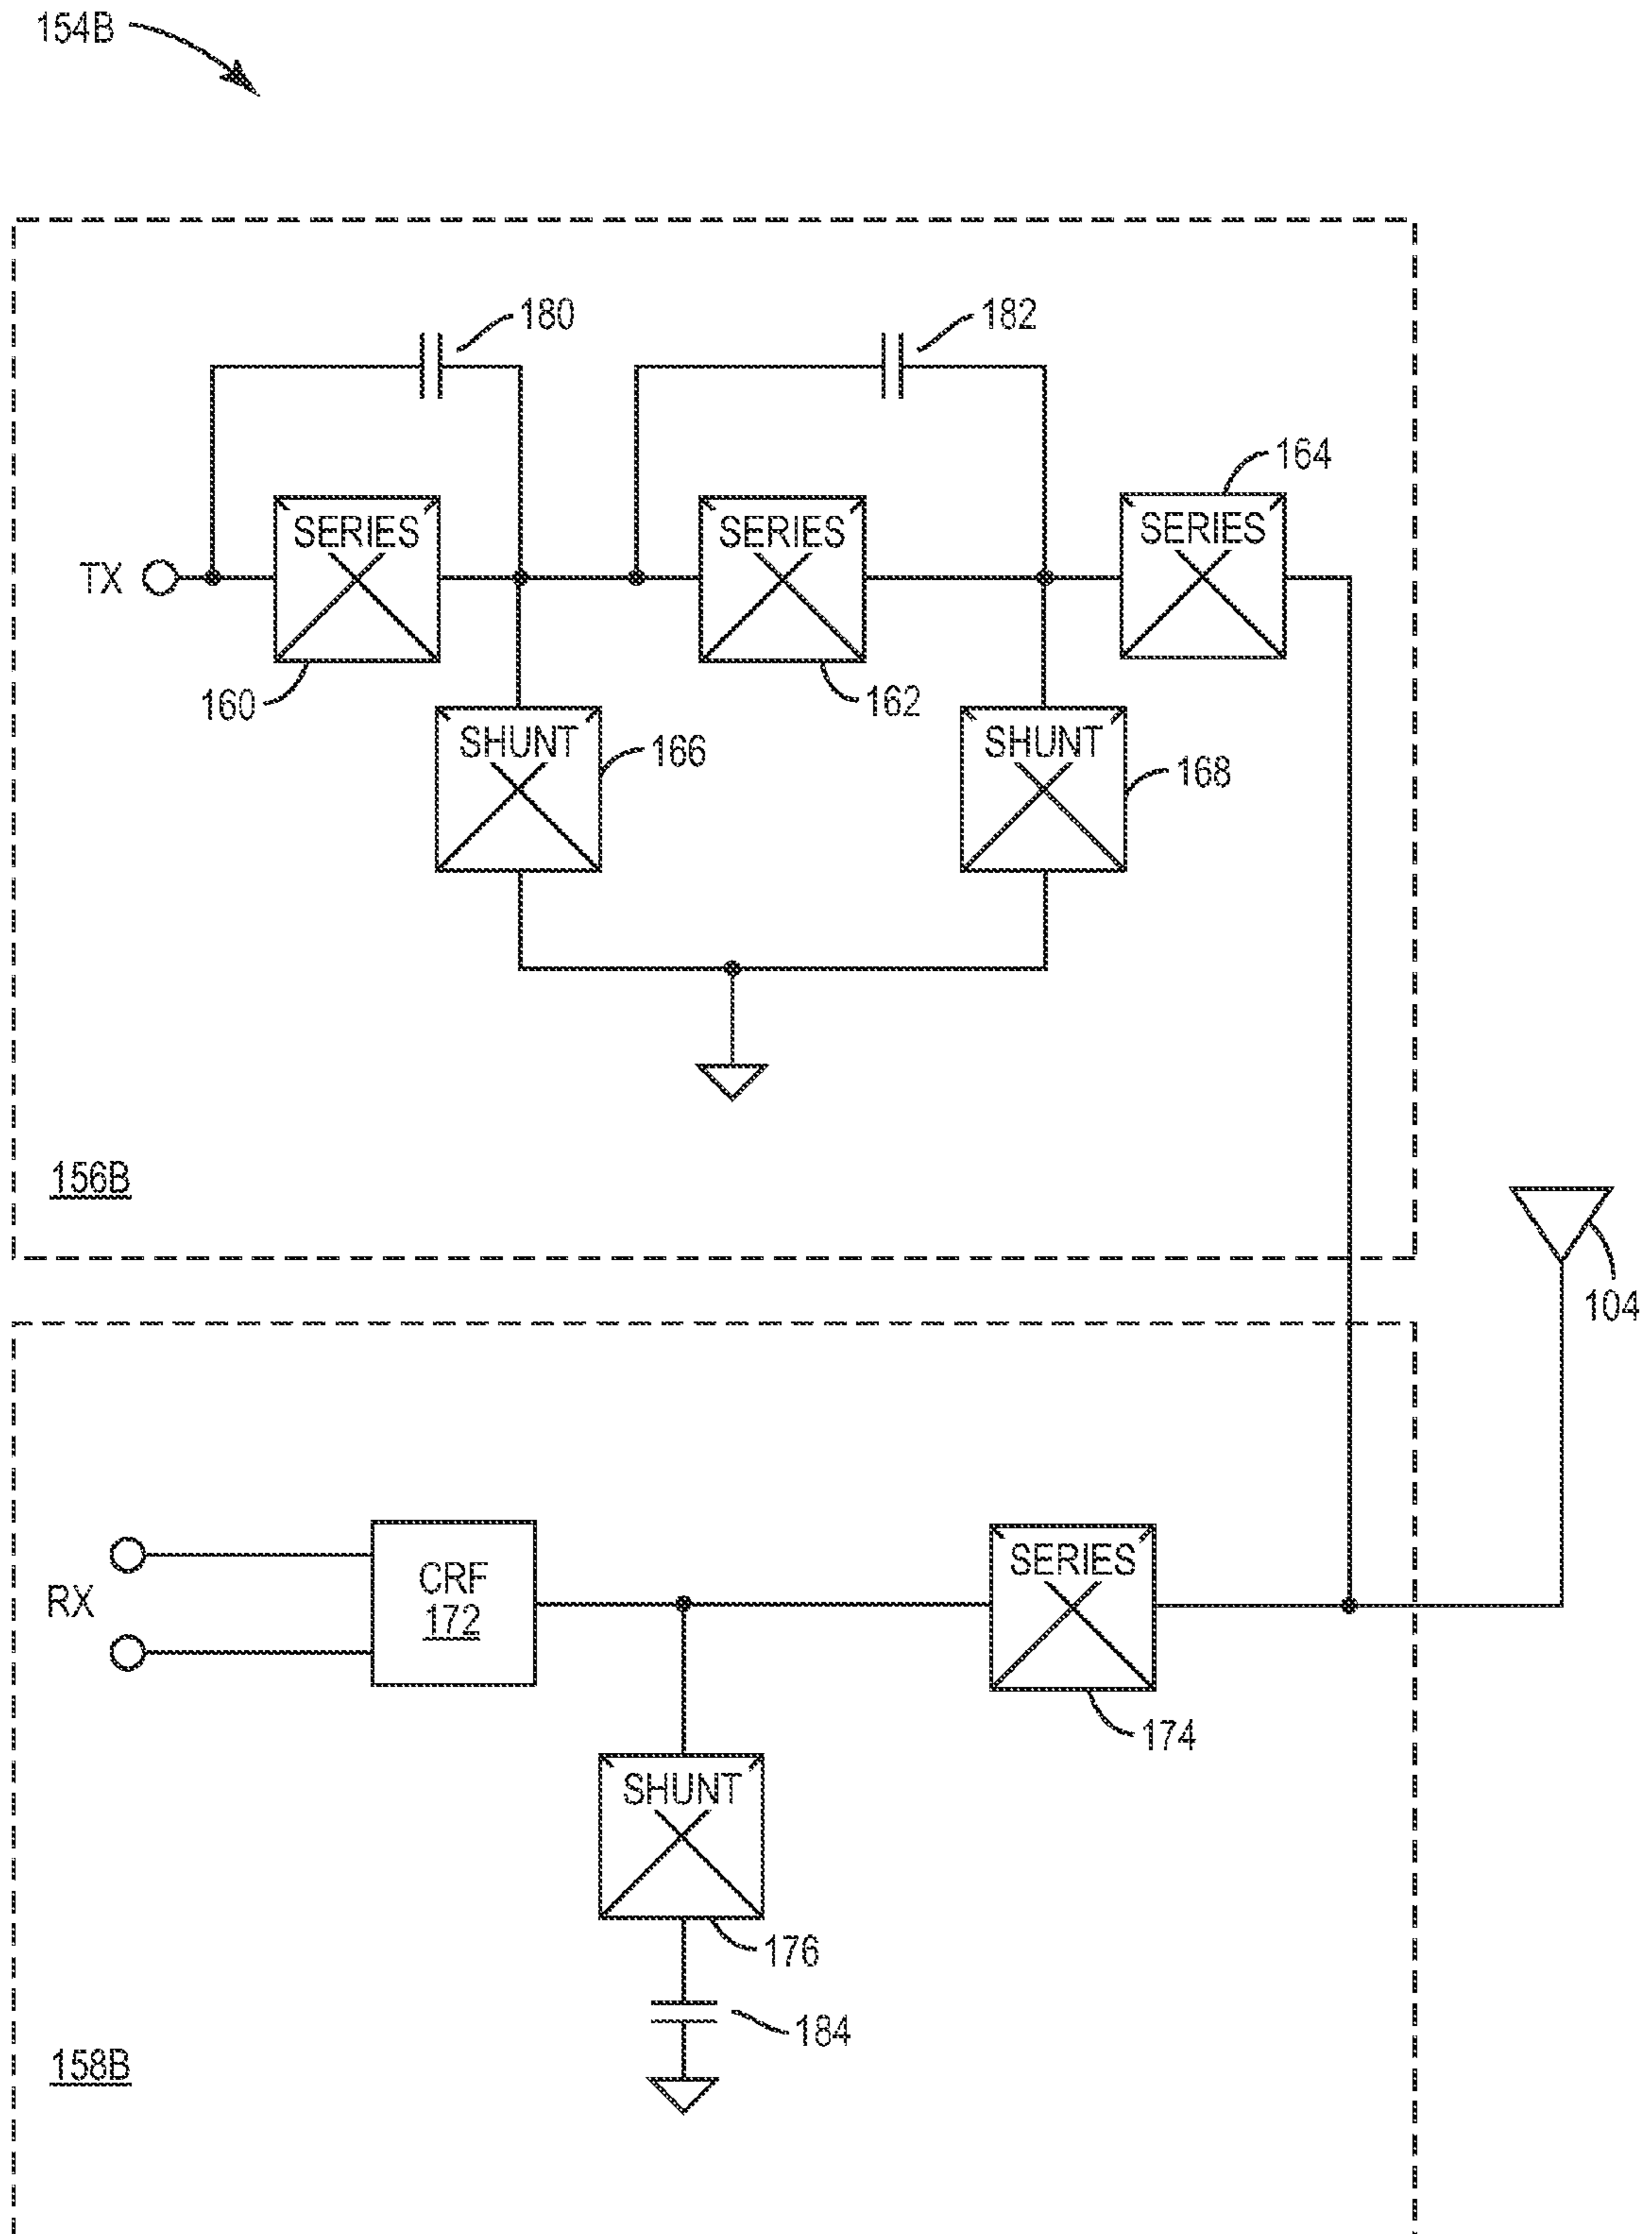 154B
180
182
164
SERIES
SERIES
SERIES
TX
160
162
SHUNT
166
SHUNT
168
156B
104
SERIES
CRF
172
RX
174
SHUNT
176
184
158B